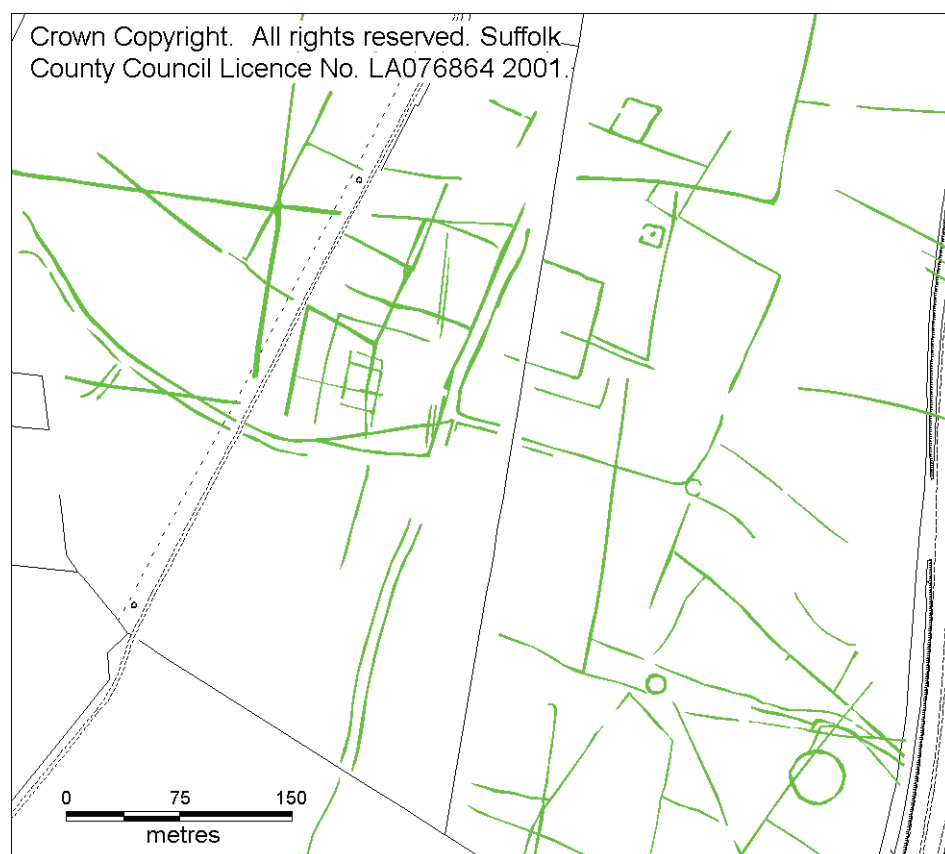 Crown Copyright. All rights reserved. Suffolk
County Council Licence No. LA076864 2001.
0 75 150
metres